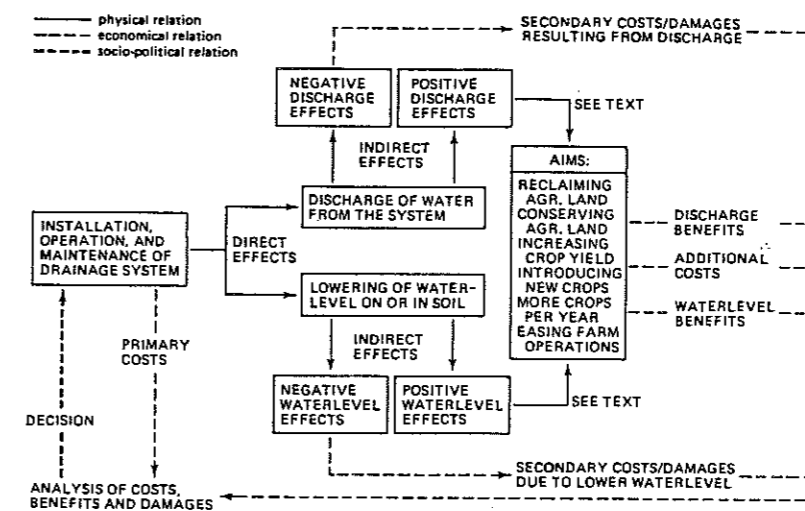 physical relation
economical relation
socio-political relation
SECONDARY COSTS/DAMAGES
RESULTING FROM DISCHARGE
NEGATIVE
DISCHARGE
EFFECTS
POSITIVE
DISCHARGE
EFFECTS
SEE TEXT
INDIRECT
EFFECTS
AIMS:
RECLAIMING
AGR. LAND
CONSERVING
AGR. LAND
INCREASING
CROP YIELD
INTRODUCING
NEW CROPS
MORE CROPS
PER YEAR
EASING FARM
OPERATIONS
DISCHARGE OF WATER
FROM THE SYSTEM
INSTALLATION,
OPERATION, AND
MAINTENANCE OF
DRAINAGE SYSTEM
DIRECT
EFFECTS
DISCHARGE
BENEFITS
ADDITIONAL
COSTS
WATERLEVEL
BENEFITS
LOWERING OF WATER-
LEVEL ON OR IN SOIL
INDIRECT
EFFECTS
PRIMARY
COSTS
NEGATIVE
WATERLEVEL
EFFECTS
POSITIVE
WATERLEVEL
EFFECTS
SEE TEXT
DECISION
SECONDARY COSTS/DAMAGES
DUE TO LOWER WATERLEVEL
ANALYSIS OF COSTS,
BENEFITS AND DAMAGES